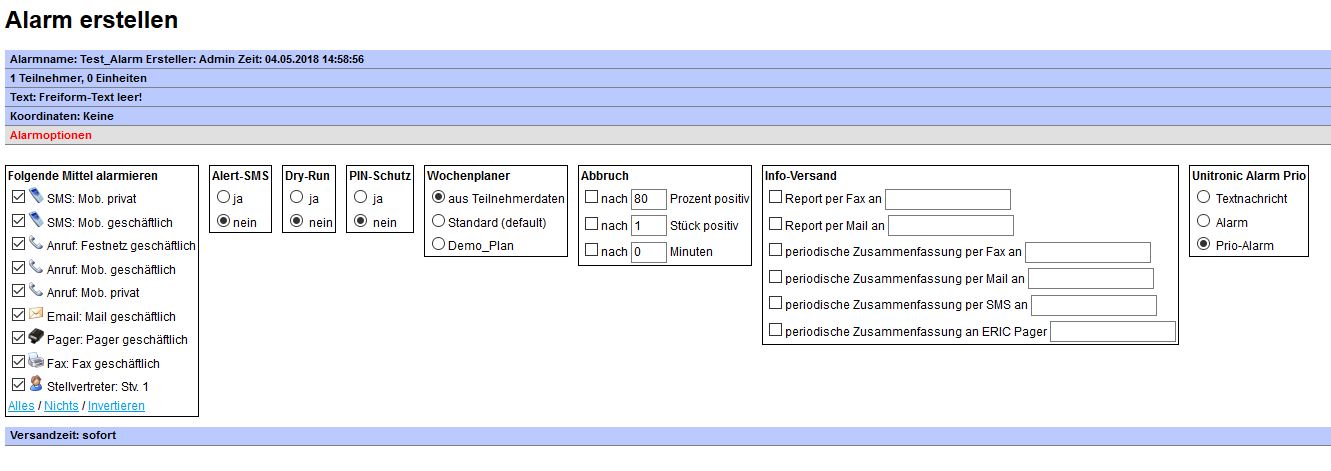 Alarm erstellen
Alarmname: Test_Alarm Ersteller: Admin Zeit: 04.05.2018 14:58:56
1 Teilnehmer, 0 Einheiten
Text: Freiform-Text leer!
Koordinaten: Keine
Alarmoptionen
Folgende Mittel alarmieren
SMS: Mob. privat
SMS: Mob. geschäftlich
Anruf: Festnetz geschäftlich
Anruf: Mob. geschäftlich
Anruf: Mob. privat
Email: Mail geschäftlich
Pager: Pager geschäftlich
Fax: Fax geschäftlich
Stellvertreter: Stv. 1
Alles / Nichts / Invertieren
Alert-SMS
ja
nein
Dry-Run
ja
nein
PIN-Schutz
ja
nein
Wochenplaner
aus Teilnehmerdaten
Standard (default)
Demo_Plan
Abbruch
nach 80 Prozent positiv
nach 1 Stück positiv
nach 0 Minuten
Info-Versand
Report per Fax an
Report per Mail an
periodische Zusammenfassung per Fax an
periodische Zusammenfassung per Mail an
periodische Zusammenfassung per SMS an
periodische Zusammenfassung an ERIC Pager
Unitronic Alarm Prio
Textnachricht
Alarm
Prio-Alarm
Versandzeit: sofort